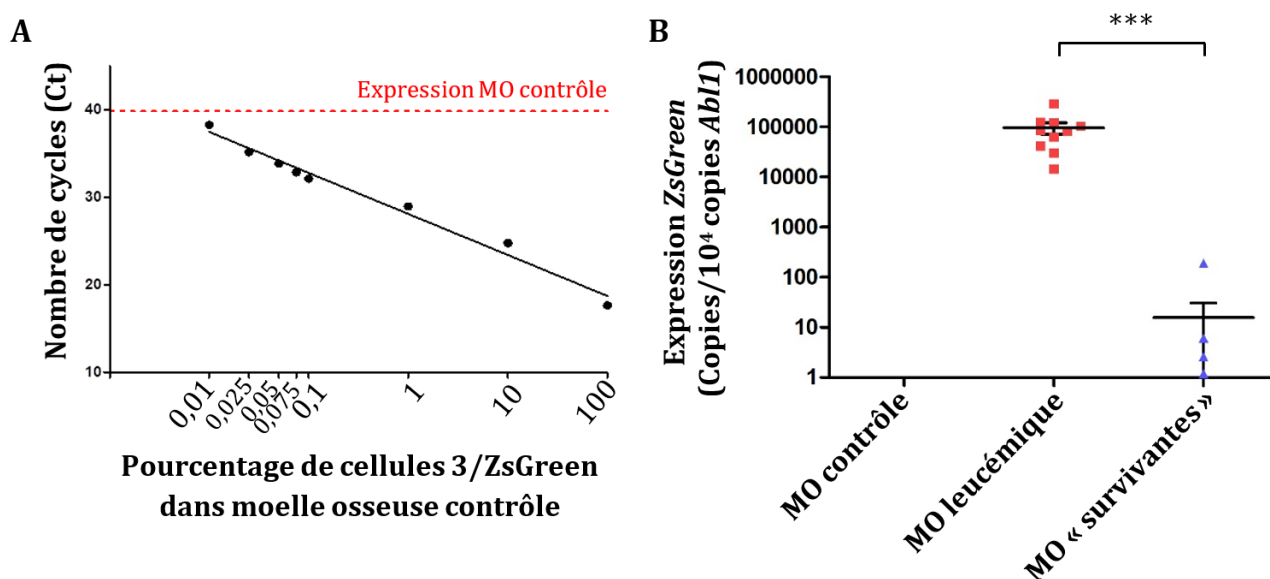 A
Nombre de cycles (Ct)
Expression MO contrôle
40
30
20
10
0,01
0,025
0,05
0,075
0,1
1
10
100
Pourcentage de cellules 3/ZsGreen
dans moelle osseuse contrôle
B
***
Expression ZsGreen
(Copies/10⁴ copies Abl1)
1000000
100000
10000
1000
100
10
1
MO contrôle
MO leucémique
MO « survivantes »